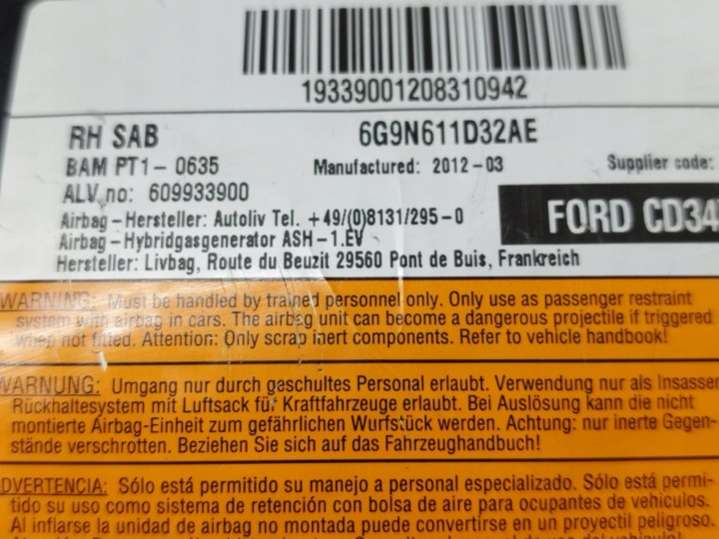 19339001208310942
RH SAB 6G9N611D32AE
BAM PT1-0635 Manufactured: 2012-03 Supplier code:
ALV no: 609933900
Airbag-Hersteller: Autoliv Tel. +49/(0)8131/295-0 FORD CD34
Airbag-Hybridgasgenerator ASH-1.EV
Hersteller: Livbag, Route du Beuzit 29560 Pont de Buis, Frankreich
WARNING: Must be handled by trained personnel only. Only use as passenger restraint
system with airbag in cars. The airbag unit can become a dangerous projectile if triggered
when not fitted. Attention: Only scrap inert components. Refer to vehicle handbook!
WARNUNG: Umgang nur durch geschultes Personal erlaubt. Verwendung nur als Insassen
Rückhaltesystem mit Luftsack für Kraftfahrzeuge erlaubt. Bei Auslösung kann die nicht
montierte Airbag-Einheit zum gefährlichen Wurfstück werden. Achtung: nur inerte Gegen-
stände verschrotten. Beziehen Sie sich auf das Fahrzeughandbuch!
DVERTENCIA: Sólo está permitido su manejo a personal especializado. Sólo está permi-
tido su uso como sistema de retención con bolsa de aire para ocupantes de vehículos.
Al inflarse la unidad de airbag no montada puede convertirse en un proyectil peligroso.